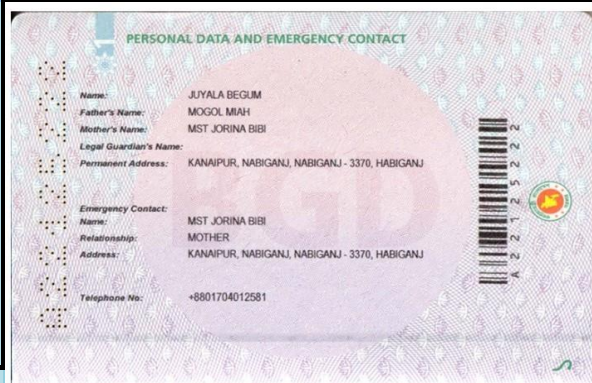 PERSONAL DATA AND EMERGENCY CONTACT
Name: JUYALA BEGUM
Father's Name: MOGOL MIAH
Mother's Name: MST JORINA BIBI
Legal Guardian's Name:
Permanent Address: KANAIPUR, NABIGANJ, NABIGANJ - 3370, HABIGANJ
Emergency Contact:
Name: MST JORINA BIBI
Relationship: MOTHER
Address: KANAIPUR, NABIGANJ, NABIGANJ - 3370, HABIGANJ
Telephone No: +8801704012581
BGD
A22125222